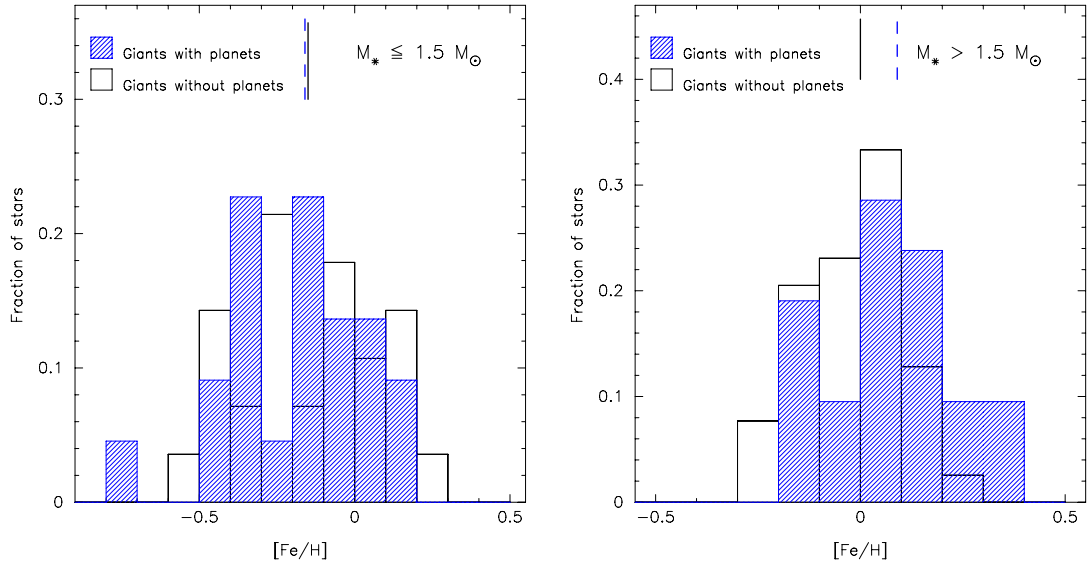 Giants with planets
Giants without planets
M* ≦ 1.5 M⊙
0.3
0.2
0.1
0
Fraction of stars
−0.5
0
0.5
[Fe/H]
Giants with planets
Giants without planets
M* > 1.5 M⊙
0.4
0.3
0.2
0.1
0
Fraction of stars
−0.5
0
0.5
[Fe/H]